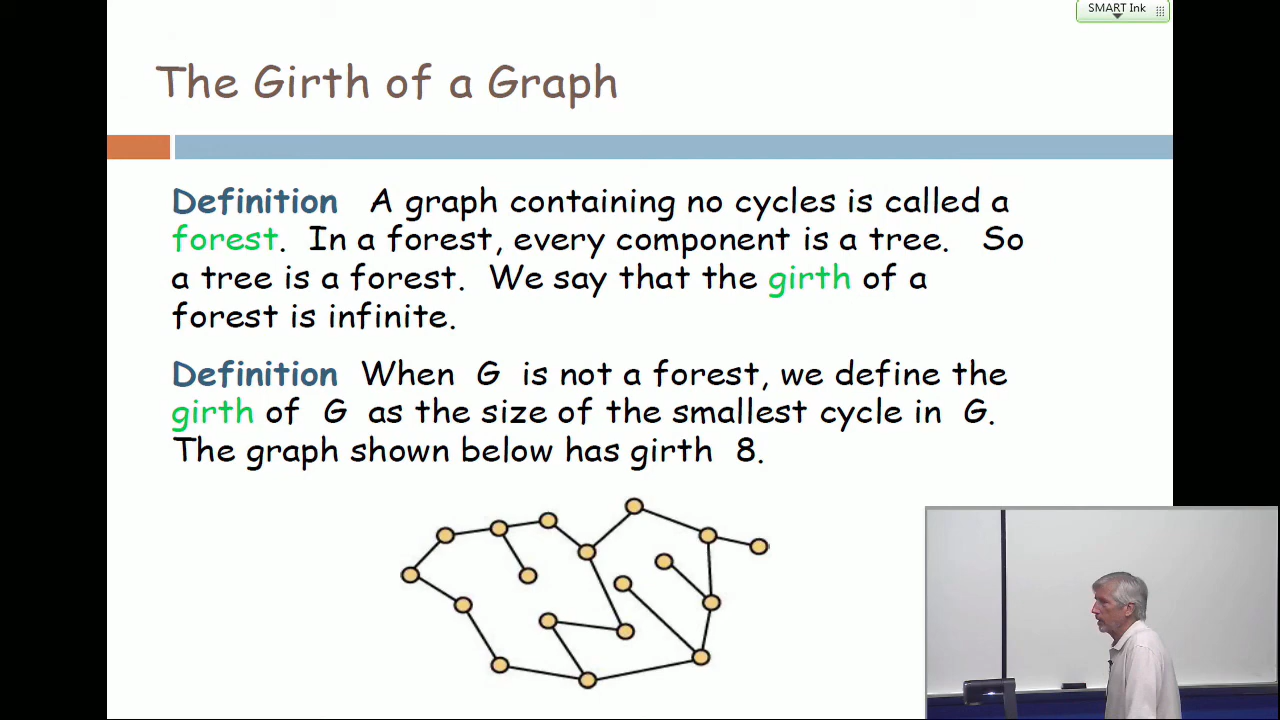 SMART Ink
The Girth of a Graph
Definition A graph containing no cycles is called a
forest. In a forest, every component is a tree. So
a tree is a forest. We say that the girth of a
forest is infinite.
Definition When G is not a forest, we define the
girth of G as the size of the smallest cycle in G.
The graph shown below has girth 8.